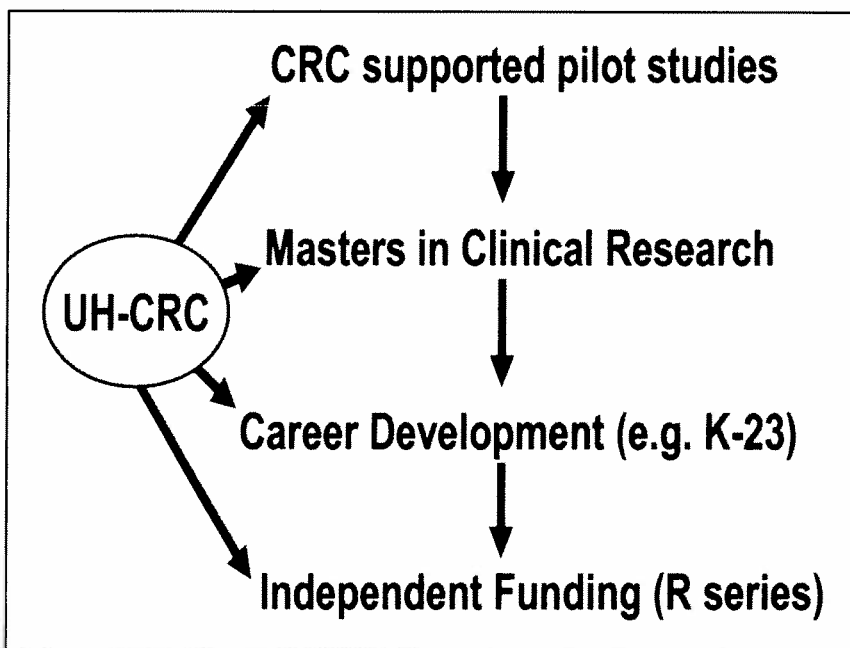 CRC supported pilot studies
Masters in Clinical Research
UH-CRC
Career Development (e.g. K-23)
Independent Funding (R series)